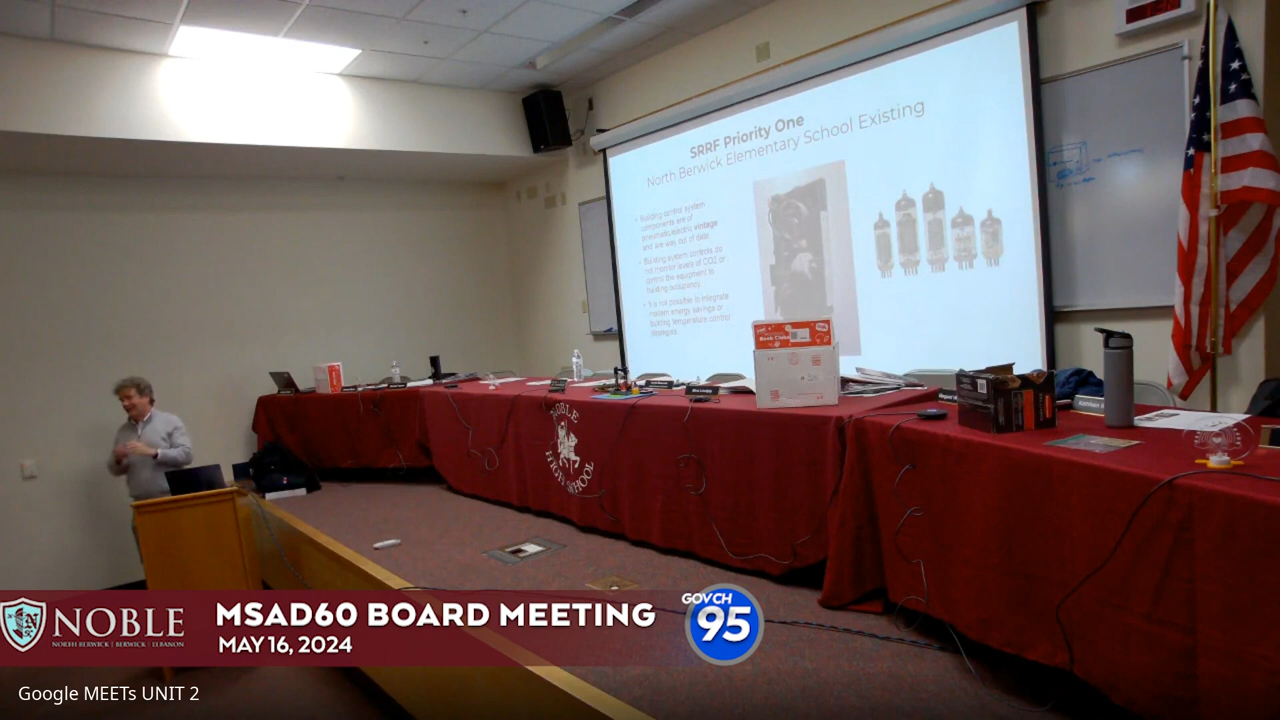 SRRF Priority One
North Berwick Elementary School Existing
Building control system
components are of
pneumatic/electric vintage
and are way out of date
Building system controls do
not monitor levels of CO2 or
control the equipment to
building occupancy.
It is not possible to integrate
modern energy savings or
building temperature control
strategies.
Book Clubs
NOBLE
HIGH SCHOOL
NOBLE
NORTH BERWICK | BERWICK | LEBANON
MSAD60 BOARD MEETING
MAY 16, 2024
GOV CH
95
Google MEETs UNIT 2